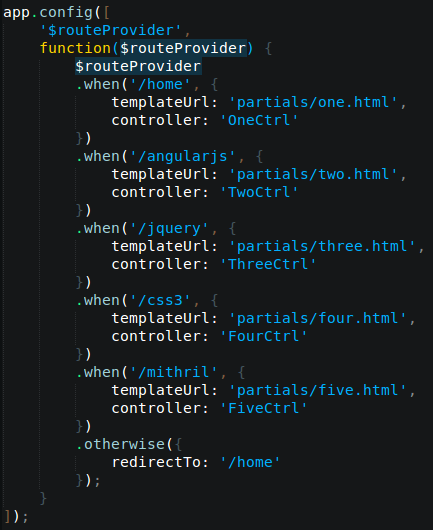 app.config([
    '$routeProvider',
    function($routeProvider) {
        $routeProvider
        .when('/home', {
            templateUrl: 'partials/one.html',
            controller: 'OneCtrl'
        })
        .when('/angularjs', {
            templateUrl: 'partials/two.html',
            controller: 'TwoCtrl'
        })
        .when('/jquery', {
            templateUrl: 'partials/three.html',
            controller: 'ThreeCtrl'
        })
        .when('/css3', {
            templateUrl: 'partials/four.html',
            controller: 'FourCtrl'
        })
        .when('/mithril', {
            templateUrl: 'partials/five.html',
            controller: 'FiveCtrl'
        })
        .otherwise({
            redirectTo: '/home'
        });
    }
]);